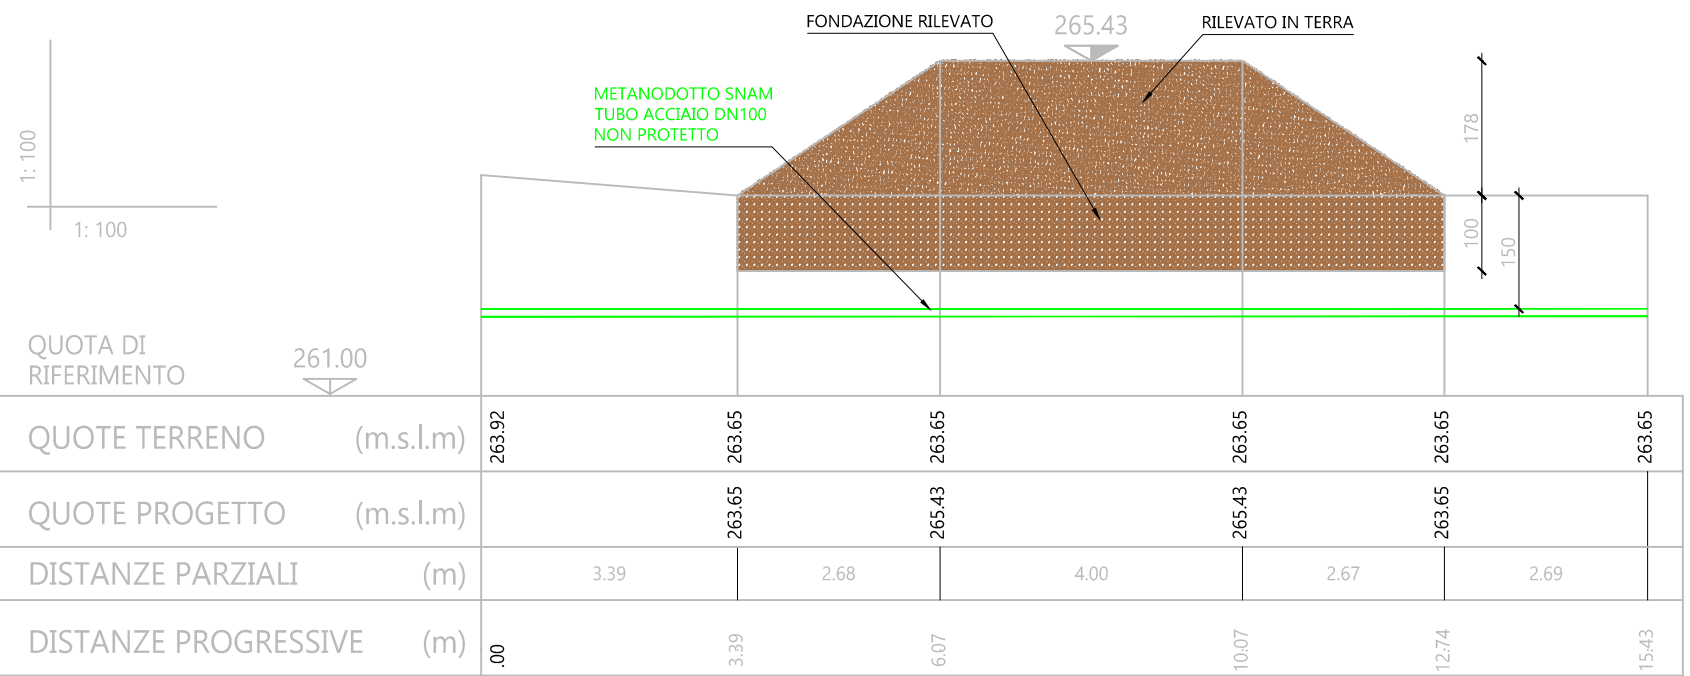 FONDAZIONE RILEVATO
265.43
RILEVATO IN TERRA
METANODOTTO SNAM
TUBO ACCIAIO DN100
NON PROTETTO
1: 100
1: 100
178
100
150
QUOTA DI
RIFERIMENTO
261.00
QUOTE TERRENO (m.s.l.m) 263.92 263.65 263.65 263.65 263.65 263.65
QUOTE PROGETTO (m.s.l.m) 263.65 265.43 265.43 263.65
DISTANZE PARZIALI (m) 3.39 2.68 4.00 2.67 2.69
DISTANZE PROGRESSIVE (m) .00 3.39 6.07 10.07 12.74 15.43